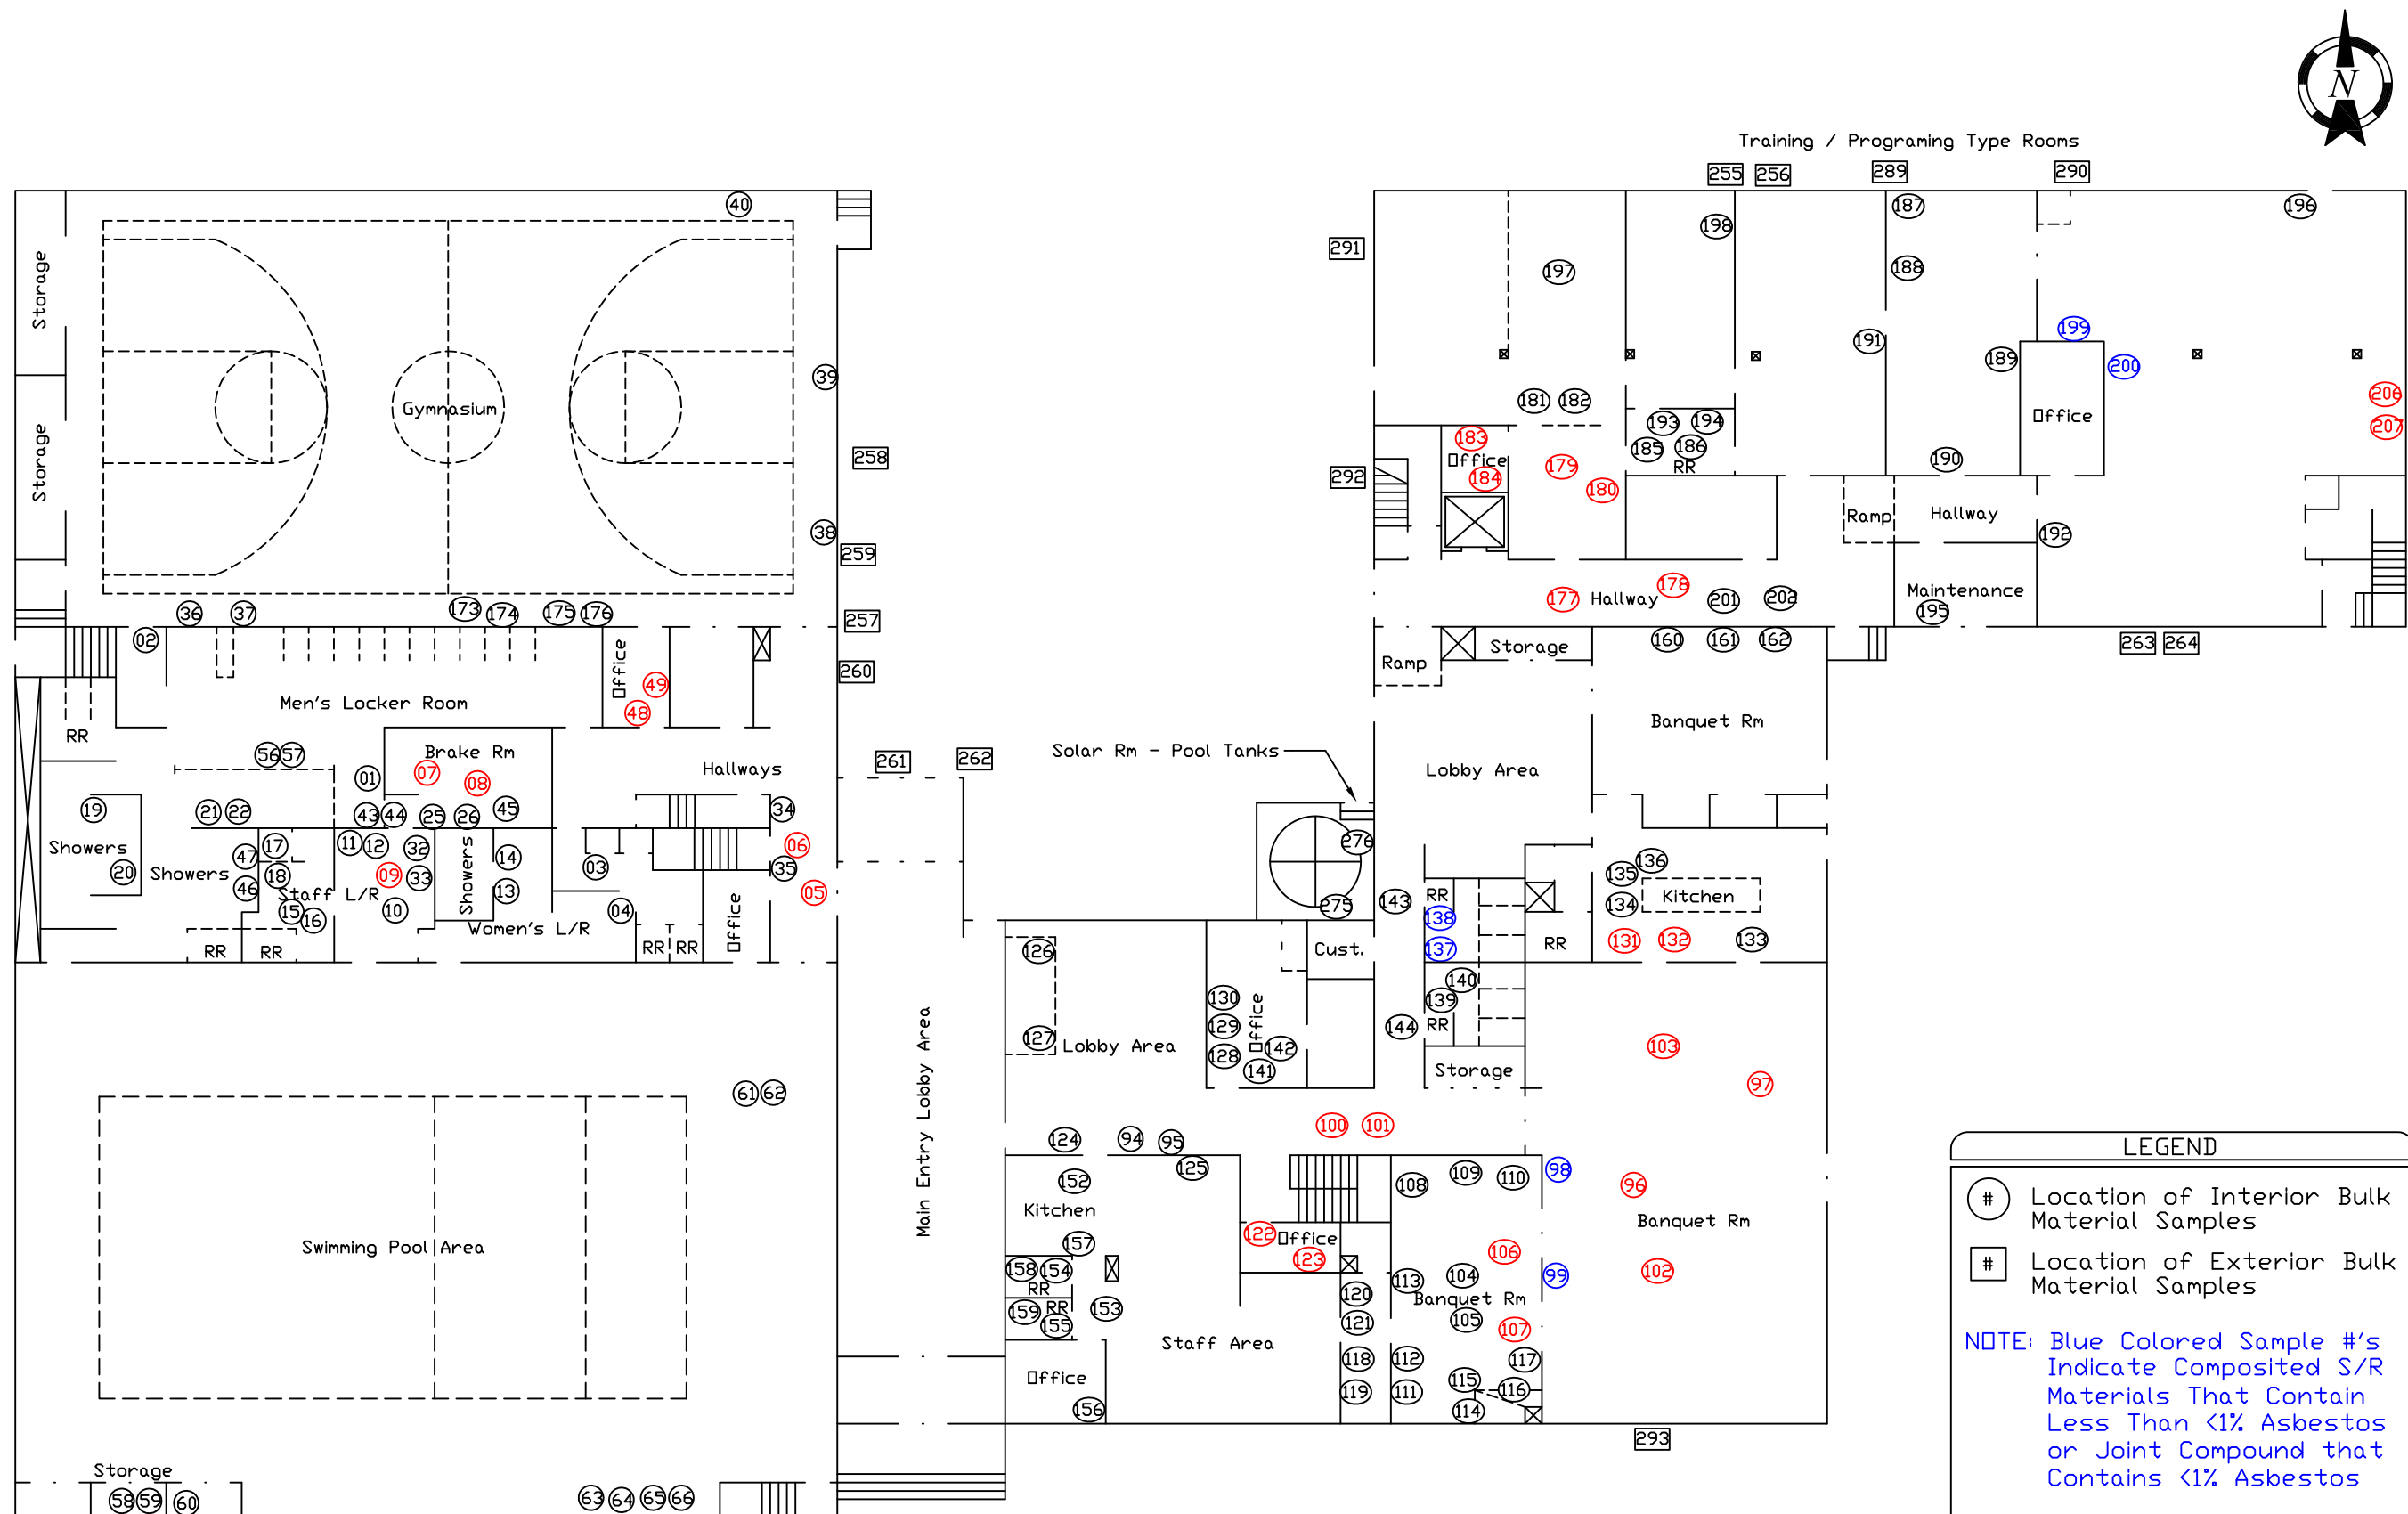 N
Training / Programing Type Rooms
255
256
289
290
40
187
196
198
291
188
197
Storage
199
191
189
200
39
206
181
182
Gymnasium
193
194
Office
207
183
185
186
258
Storage
Office
179
190
RR
292
184
180
38
Ramp
Hallway
192
259
178
Maintenance
36
37
173
174
175
176
177
Hallway
201
202
195
257
02
160
161
162
263
264
Storage
Office
Ramp
260
49
Men's Locker Room
48
Banquet Rm
RR
56
57
Brake Rm
Solar Rm - Pool Tanks
261
262
01
07
08
Hallways
Lobby Area
19
21
22
43
44
25
26
45
34
Showers
47
17
11
12
32
14
06
276
136
20
Showers
18
09
33
Showers
03
35
135
46
Staff L/R
13
05
143
RR
134
Kitchen
15
16
10
04
275
138
Women's L/R
Office
RR
RR
RR
RR
126
Cust.
137
RR
131
132
133
140
130
139
129
Office
144
RR
127
Lobby Area
128
142
103
141
Storage
97
61
62
Main Entry Lobby Area
100
101
124
94
95
LEGEND
125
109
110
98
152
108
96
# Location of Interior Bulk
Material Samples
Kitchen
Banquet Rm
122
Office
Swimming Pool Area
157
106
123
# Location of Exterior Bulk
Material Samples
158
154
113
104
99
102
RR
120
Banquet Rm
159
RR
153
155
121
105
107
Staff Area
NOTE: Blue Colored Sample #'s
118
112
117
Indicate Composited S/R
Office
115
119
111
116
Materials That Contain
156
114
Less Than <1% Asbestos
293
or Joint Compound that
Storage
Contains <1% Asbestos
58
59
60
63
64
65
66